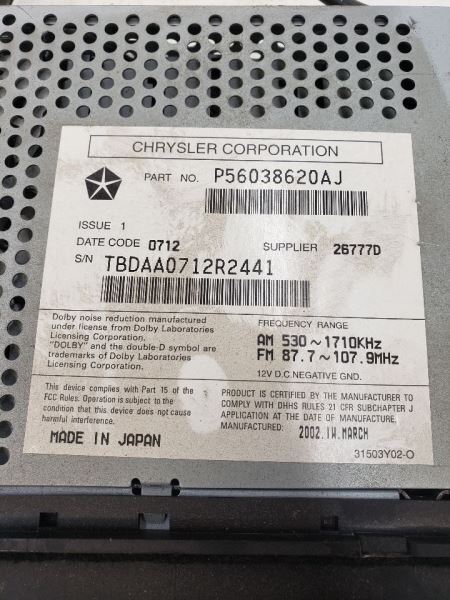 CHRYSLER CORPORATION
PART NO. P56038620AJ
ISSUE 1
DATE CODE 0712 SUPPLIER 26777D
S/N TBDAA0712R2441
Dolby noise reduction manufactured
under license from Dolby Laboratories
Licensing Corporation.
"DOLBY" and the double-D symbol are
trademarks of Dolby Laboratories
Licensing Corporation.
FREQUENCY RANGE
AM 530~1710KHz
FM 87.7~107.9MHz
12V D.C. NEGATIVE GND.
This device complies with Part 15 of the
FCC Rules. Operation is subject to the
condition that this device does not cause
harmful interference.
MADE IN JAPAN
PRODUCT IS CERTIFIED BY THE MANUFACTURER TO
COMPLY WITH DHHS RULES 21 CFR SUBCHAPTER J
APPLICATION AT THE DATE OF MANUFACTURE.
MANUFACTURED: 2002.1W.MARCH
31503Y02-O